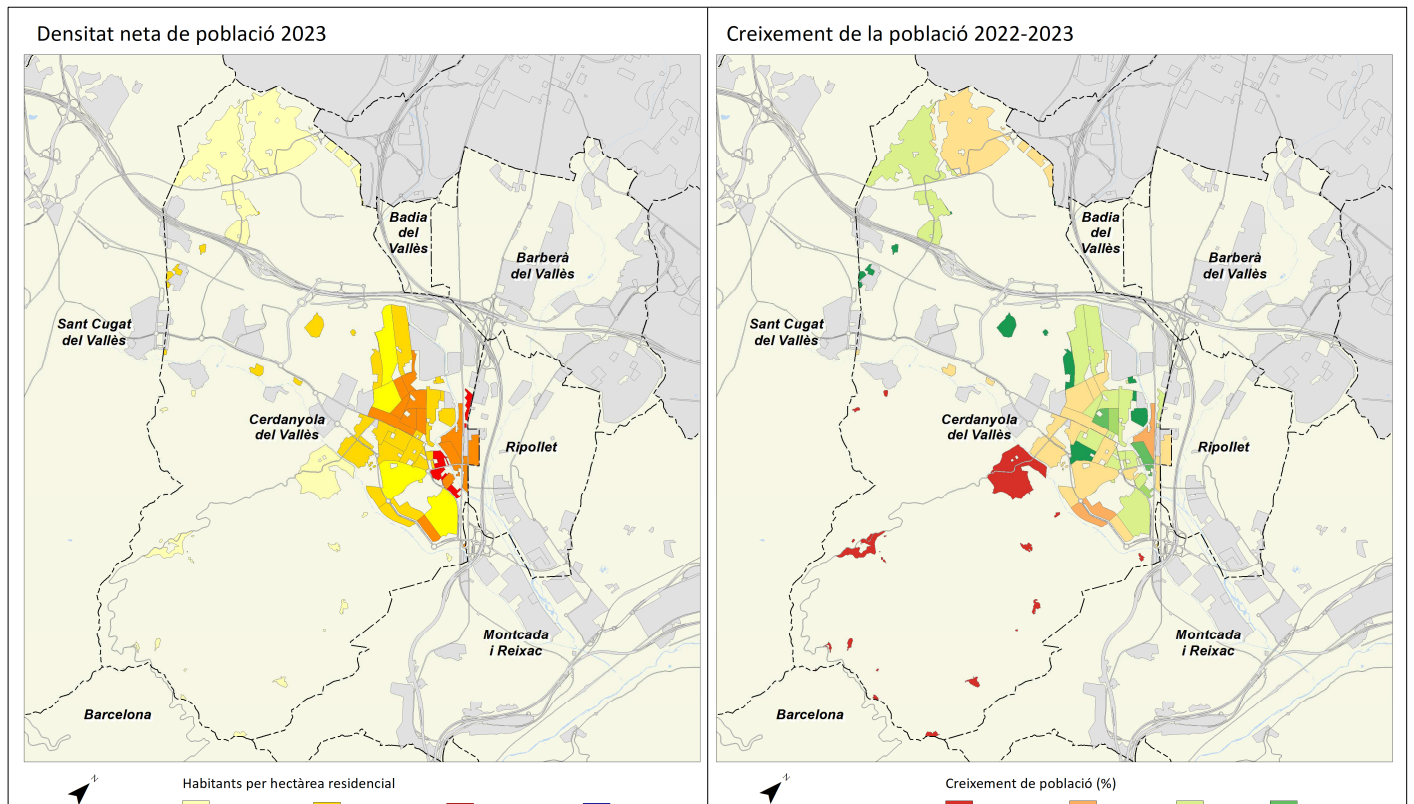 Densitat neta de població 2023
Badia
del
Vallès
Barberà
del Vallès
Sant Cugat
del Vallès
Cerdanyola
del Vallès
Ripollet
Montcada
i Reixac
Barcelona
N
Habitants per hectàrea residencial
Creixement de la població 2022-2023
Badia
del
Vallès
Barberà
del Vallès
Sant Cugat
del Vallès
Cerdanyola
del Vallès
Ripollet
Montcada
i Reixac
Barcelona
N
Creixement de població (%)